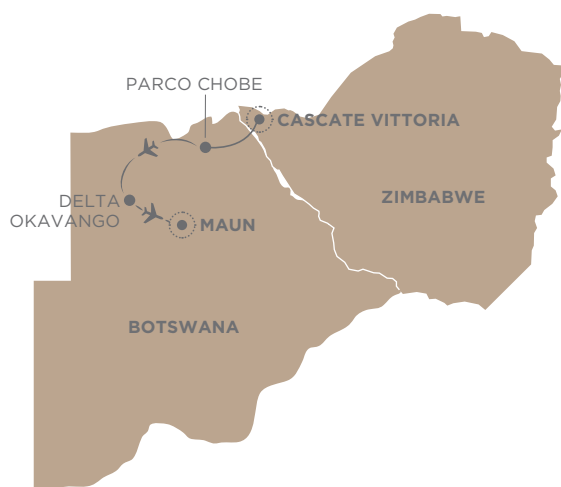 PARCO CHOBE
CASCATE VITTORIA
ZIMBABWE
DELTA
OKAVANGO
MAUN
BOTSWANA